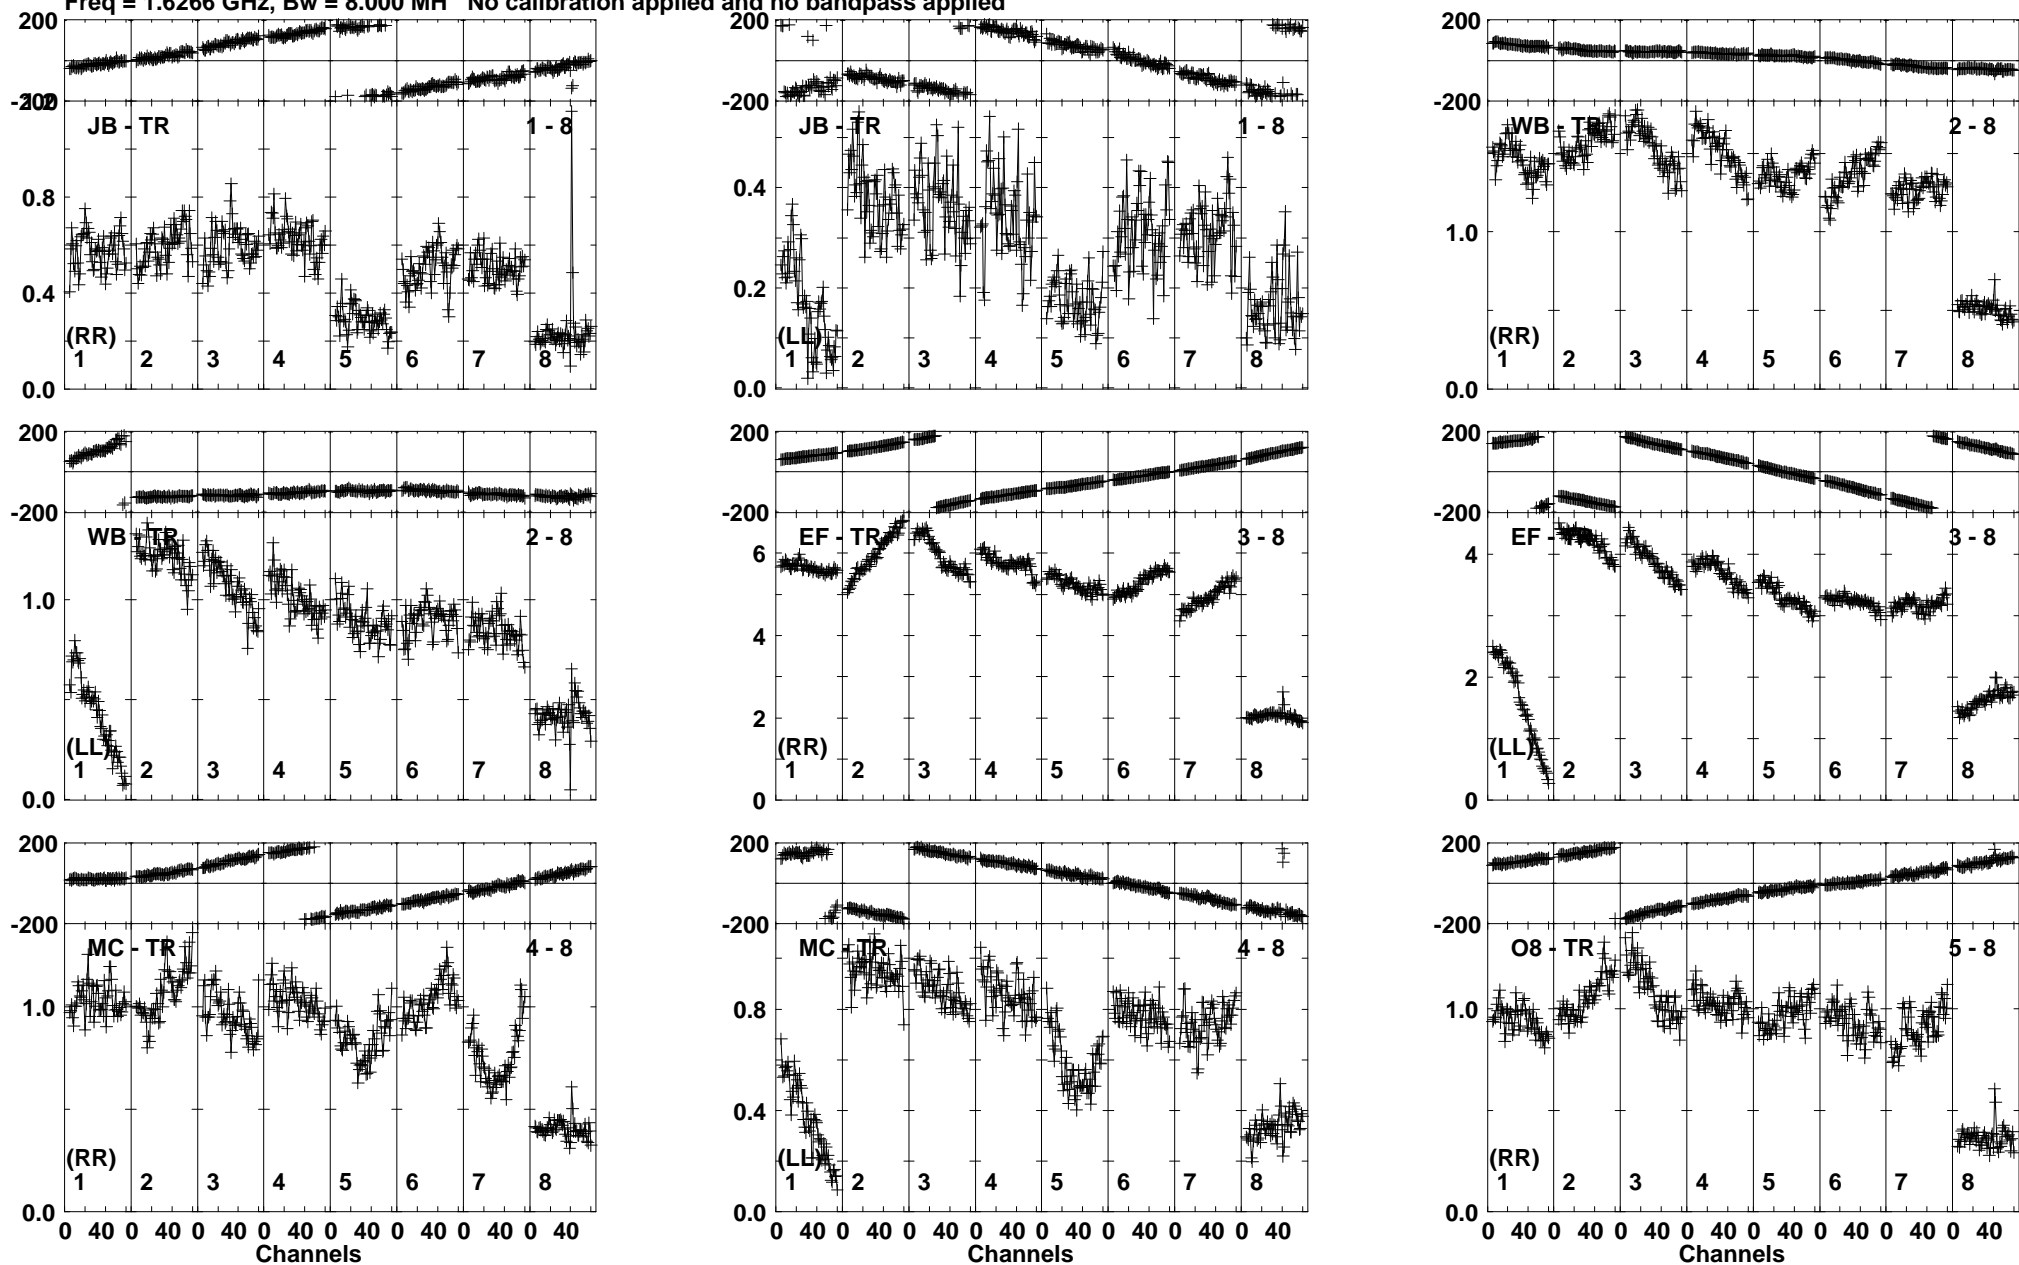 Freq = 1.6266 GHz, Bw = 8.000 MH No calibration applied and no bandpass applied
200 200 200
-200 -200 -200
1.2
JB - TR 1 - 8 JB - TR 1 - 8 WB - TR 2 - 8
0.8 0.4 1.0
0.4 0.2
(RR) (LL) (RR)
1 2 3 4 5 6 7 8 1 2 3 4 5 6 7 8 1 2 3 4 5 6 7 8
0.0 0.0 0.0
200 200 200
-200 -200 -200
WB - TR 2 - 8 EF - TR 3 - 8 EF - TR 3 - 8
1.0 6 4
4 2
2
(LL) (RR) (LL)
1 2 3 4 5 6 7 8 1 2 3 4 5 6 7 8 1 2 3 4 5 6 7 8
0.0 0 0
200 200 200
-200 -200 -200
MC - TR 4 - 8 MC - TR 4 - 8 O8 - TR 5 - 8
1.0 0.8 1.0
0.4
(RR) (LL) (RR)
1 2 3 4 5 6 7 8 1 2 3 4 5 6 7 8 1 2 3 4 5 6 7 8
0.0 0.0 0.0
0 40 0 40 0 40 0 40 0 40 0 40 0 40 0 40 0 40 0 40 0 40 0 40 0 40 0 40 0 40 0 40 0 40 0 40 0 40 0 40 0 40 0 40 0 40 0 40
Channels Channels Channels